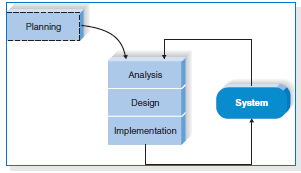 Planning
Analysis
Design
System
Implementation